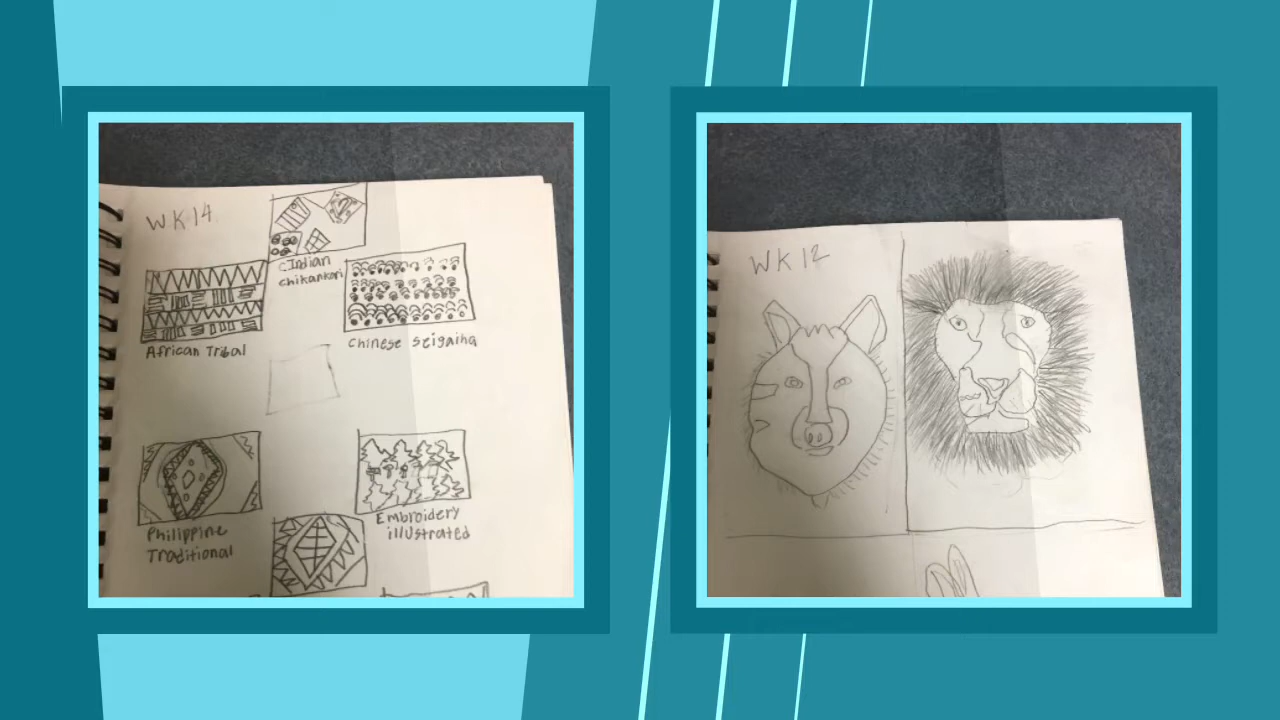 WK 14
Indian
chikankari
African Tribal
Chinese Seigaiha
Philippine
Traditional
Embroidery
illustrated
WK 12